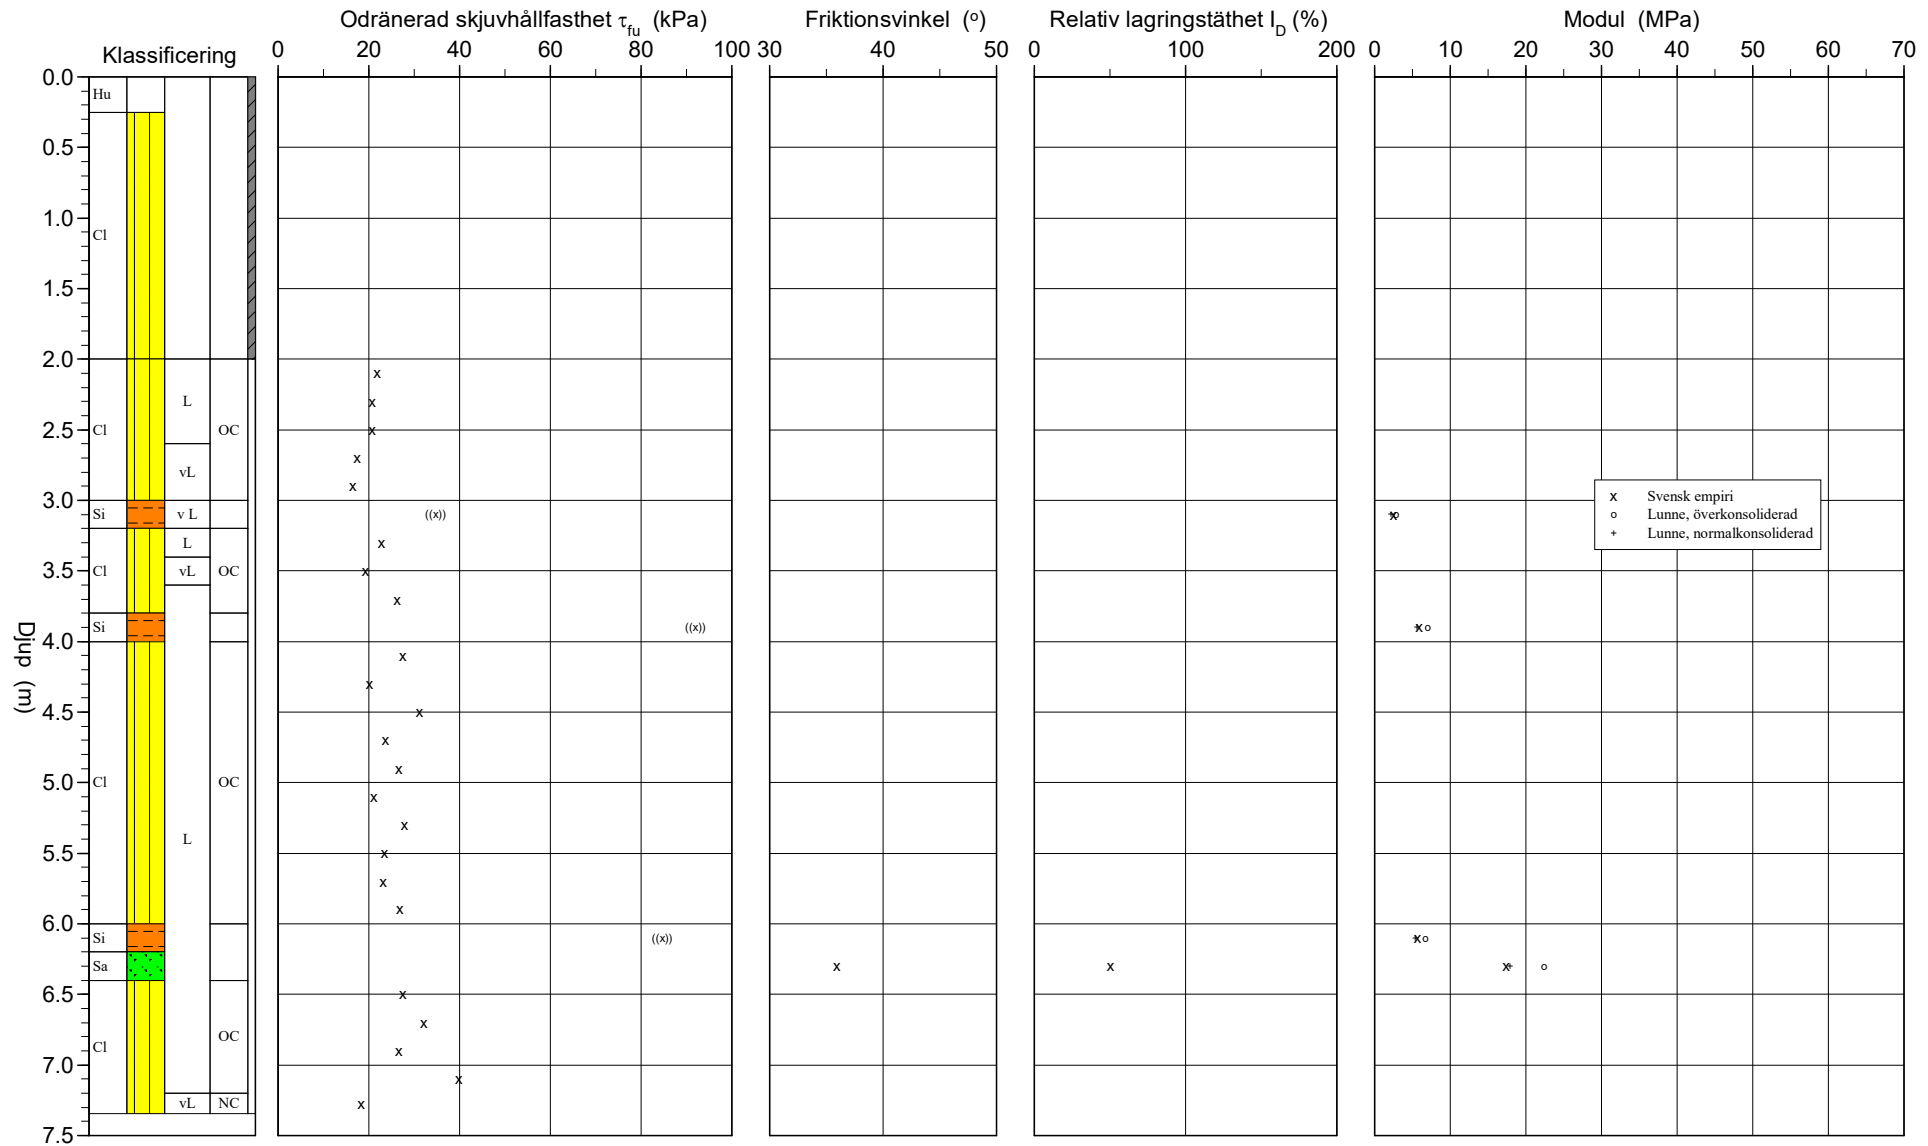 Odränerad skjuvhållfasthet τfu (kPa)
Friktionsvinkel (o)
Relativ lagringstäthet ID (%)
Modul (MPa)
Klassificering
0 20 40 60 80 100
30 40 50
0 100 200
0 10 20 30 40 50 60 70
Djup (m)
0.0
0.5
1.0
1.5
2.0
2.5
3.0
3.5
4.0
4.5
5.0
5.5
6.0
6.5
7.0
7.5
Hu
Cl
L
Cl OC
vL
Si v L
L
Cl vL OC
Si
Cl OC
L
Si
Sa
OC
Cl
vL NC
((x))
((x))
((x))
x Svensk empiri
o Lunne, överkonsoliderad
+ Lunne, normalkonsoliderad